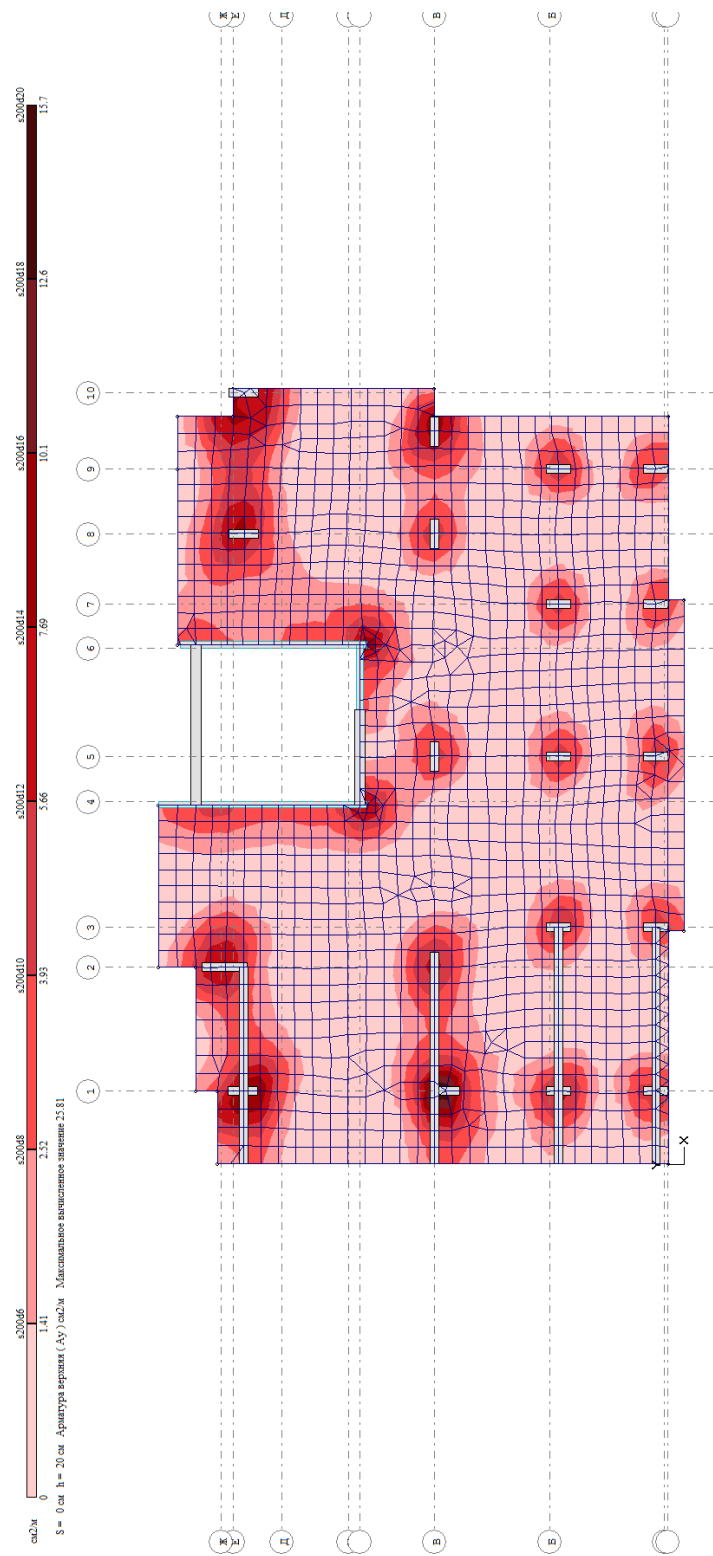 s200d6 s200d8 s200d10 s200d12 s200d14 s200d16 s200d18 s200d20
см2/м 0 1.41 2.52 3.93 5.66 7.69 10.1 12.6 15.7
S = 0 см h = 20 см Арматура верхняя ( Ay ) см2/м Максимальное вычисленное значение 25.81
Ж Е Д В Б
10
9
8
7
6
5
4
3
2
1
Y X
Ж Е Д В Б